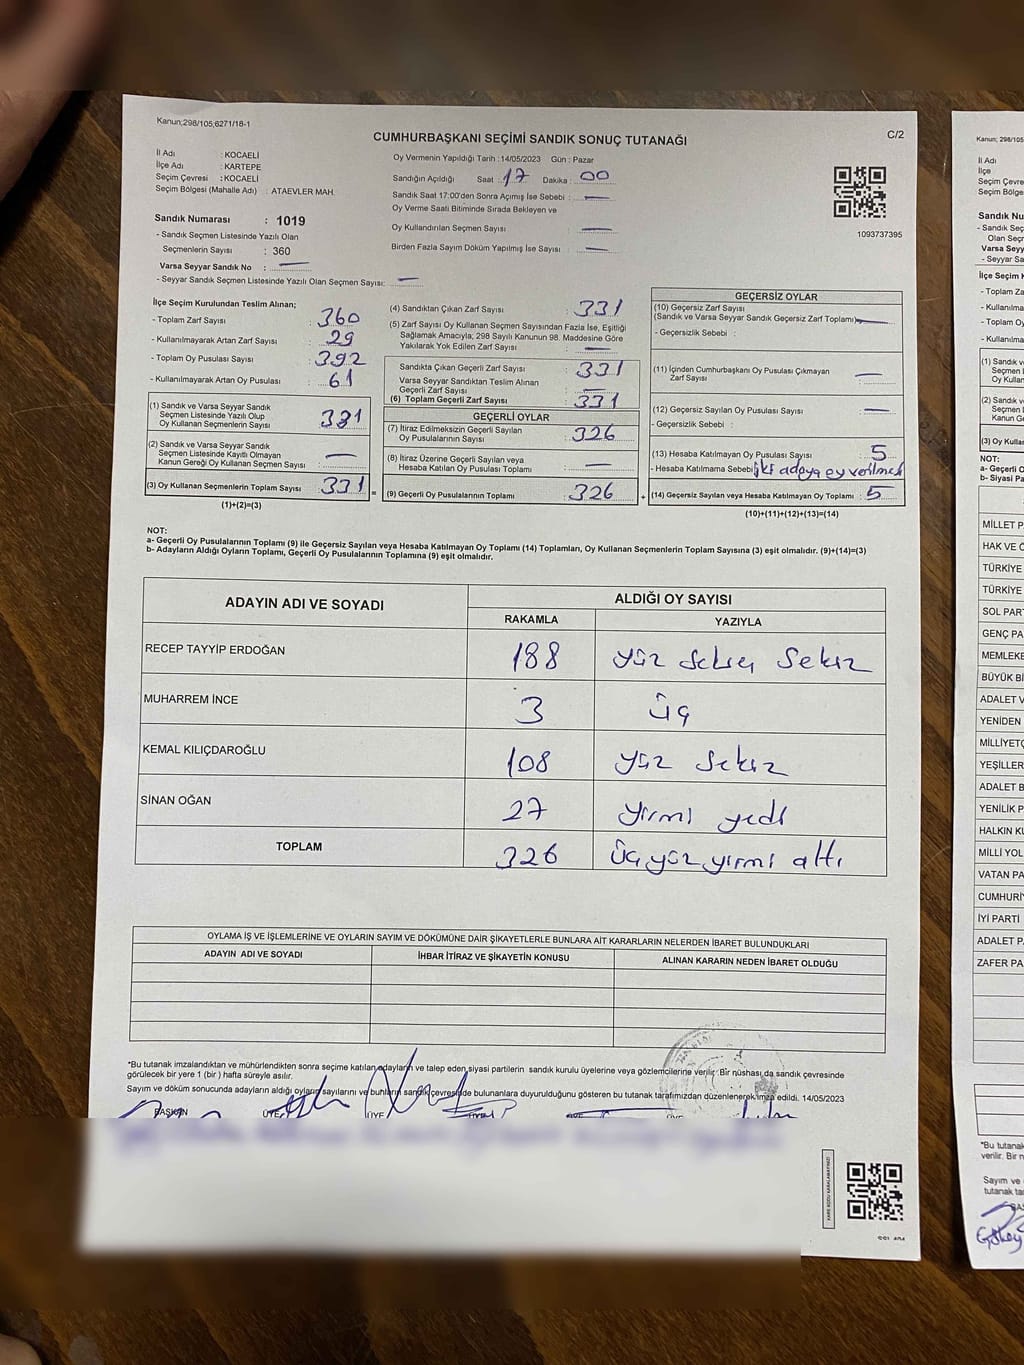 Kanun;298/105;6271/18-1
CUMHURBAŞKANI SEÇİMİ SANDIK SONUÇ TUTANAĞI
C/2
İl Adı : KOCAELİ
İlçe Adı : KARTEPE
Seçim Çevresi : KOCAELİ
Seçim Bölgesi (Mahalle Adı) : ATAEVLER MAH.
Sandık Numarası : 1019
- Sandık Seçmen Listesinde Yazılı Olan
Seçmenlerin Sayısı : 360
Varsa Seyyar Sandık No : —
- Seyyar Sandık Seçmen Listesinde Yazılı Olan Seçmen Sayısı: —
Oy Vermenin Yapıldığı Tarih : 14/05/2023 Gün : Pazar
Sandığın Açıldığı Saat : 17 Dakika : 00
Sandık Saat 17:00'den Sonra Açımış İse Sebebi : —
Oy Verme Saati Bitiminde Sırada Bekleyen ve
Oy Kullandırılan Seçmen Sayısı : —
Birden Fazla Sayım Döküm Yapılmış İse Sayısı : —
1093737395
İlçe Seçim Kurulundan Teslim Alınan;
- Toplam Zarf Sayısı : 360
- Kullanılmayarak Artan Zarf Sayısı : 29
- Toplam Oy Pusulası Sayısı : 392
- Kullanılmayarak Artan Oy Pusulası : 61
(1) Sandık ve Varsa Seyyar Sandık
Seçmen Listesinde Yazılı Olup
Oy Kullanan Seçmenlerin Sayısı : 331
(2) Sandık ve Varsa Seyyar Sandık
Seçmen Listesinde Kayıtlı Olmayan
Kanun Gereği Oy Kullanan Seçmen Sayısı : —
(3) Oy Kullanan Seçmenlerin Toplam Sayısı : 331 =
(1)+(2)=(3)
(4) Sandıktan Çıkan Zarf Sayısı : 331
(5) Zarf Sayısı Oy Kullanan Seçmen Sayısından Fazla İse, Eşitliği
Sağlamak Amacıyla; 298 Sayılı Kanunun 98. Maddesine Göre
Yakılarak Yok Edilen Zarf Sayısı : —
Sandıkta Çıkan Geçerli Zarf Sayısı : 331
Varsa Seyyar Sandıktan Teslim Alınan
Geçerli Zarf Sayısı : —
(6) Toplam Geçerli Zarf Sayısı : 331
GEÇERLİ OYLAR
(7) İtiraz Edilmeksizin Geçerli Sayılan
Oy Pusulalarının Sayısı : 326
(8) İtiraz Üzerine Geçerli Sayılan veya
Hesaba Katılan Oy Pusulası Toplamı : —
(9) Geçerli Oy Pusulalarının Toplamı : 326 +
GEÇERSİZ OYLAR
(10) Geçersiz Zarf Sayısı
(Sandık ve Varsa Seyyar Sandık Geçersiz Zarf Toplamı) : —
- Geçersizlik Sebebi :
(11) İçinden Cumhurbaşkanı Oy Pusulası Çıkmayan
Zarf Sayısı : —
(12) Geçersiz Sayılan Oy Pusulası Sayısı : —
- Geçersizlik Sebebi :
(13) Hesaba Katılmayan Oy Pusulası Sayısı : 5
- Hesaba Katılmama Sebebi : iki adaya oy verilmek
(14) Geçersiz Sayılan veya Hesaba Katılmayan Oy Toplamı : 5
(10)+(11)+(12)+(13)=(14)
NOT:
a- Geçerli Oy Pusulalarının Toplamı (9) ile Geçersiz Sayılan veya Hesaba Katılmayan Oy Toplamı (14) Toplamları, Oy Kullanan Seçmenlerin Toplam Sayısına (3) eşit olmalıdır. (9)+(14)=(3)
b- Adayların Aldığı Oyların Toplamı, Geçerli Oy Pusulalarının Toplamına (9) eşit olmalıdır.
ADAYIN ADI VE SOYADI ALDIĞI OY SAYISI
RAKAMLA YAZIYLA
RECEP TAYYİP ERDOĞAN 188 yüz seksen sekiz
MUHARREM İNCE 3 üç
KEMAL KILIÇDAROĞLU 108 yüz sekiz
SİNAN OĞAN 27 yirmi yedi
TOPLAM 326 üçyüz yirmi altı
OYLAMA İŞ VE İŞLEMLERİNE VE OYLARIN SAYIM VE DÖKÜMÜNE DAİR ŞİKAYETLERLE BUNLARA AİT KARARLARIN NELERDEN İBARET BULUNDUKLARI
ADAYIN ADI VE SOYADI İHBAR İTİRAZ VE ŞİKAYETİN KONUSU ALINAN KARARIN NEDEN İBARET OLDUĞU
*Bu tutanak imzalandıktan ve mühürlendikten sonra seçime katılan adayların ve talep eden siyasi partilerin sandık kurulu üyelerine veya gözlemcilerine verilir. Bir nüshası da sandık çevresinde
görülecek bir yere 1 (bir ) hafta süreyle asılır.
Sayım ve döküm sonucunda adayların aldığı oyların sayılarını ve bunların sandık çevresinde bulunanlara duyurulduğunu gösteren bu tutanak tarafımızdan düzenlenerek imza edildi. 14/05/2023
BAŞKAN ÜYE ÜYE
Kanun; 298/105
İl Adı
İlçe
Seçim Çevre
Seçim Bölge
Sandık Nu
- Sandık Seç
Olan Seç
Varsa Seyy
- Seyyar Sa
İlçe Seçim K
- Toplam Za
- Kullanılma
- Toplam Oy
- Kullanılma
(1) Sandık v
Seçmen Li
Oy Kullan
(2) Sandık v
Seçmen L
Kanun G
(3) Oy Kullan
NOT:
a- Geçerli O
b- Siyasi Pa
MİLLET P
HAK VE Ö
TÜRKİYE
TÜRKİYE
SOL PAR
GENÇ PA
MEMLEKE
BÜYÜK Bİ
ADALET V
YENİDEN
MİLLİYETÇ
YEŞİLLER
ADALET B
YENİLİK P
HALKIN KU
MİLLİ YOL
VATAN PA
CUMHURİY
İYİ PARTİ
ADALET P
ZAFER PA
*Bu tutanak
verilir. Bir n
Sayım ve
tutanak ta